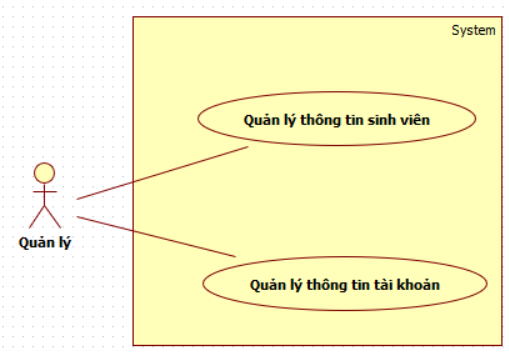 System
Quản lý thông tin sinh viên
Quản lý
Quản lý thông tin tài khoản